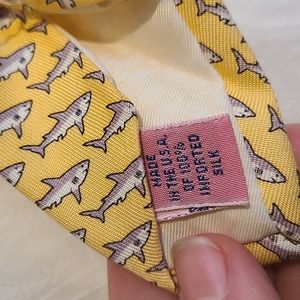 MADE
IN THE U.S.A.
OF 100%
IMPORTED
SILK